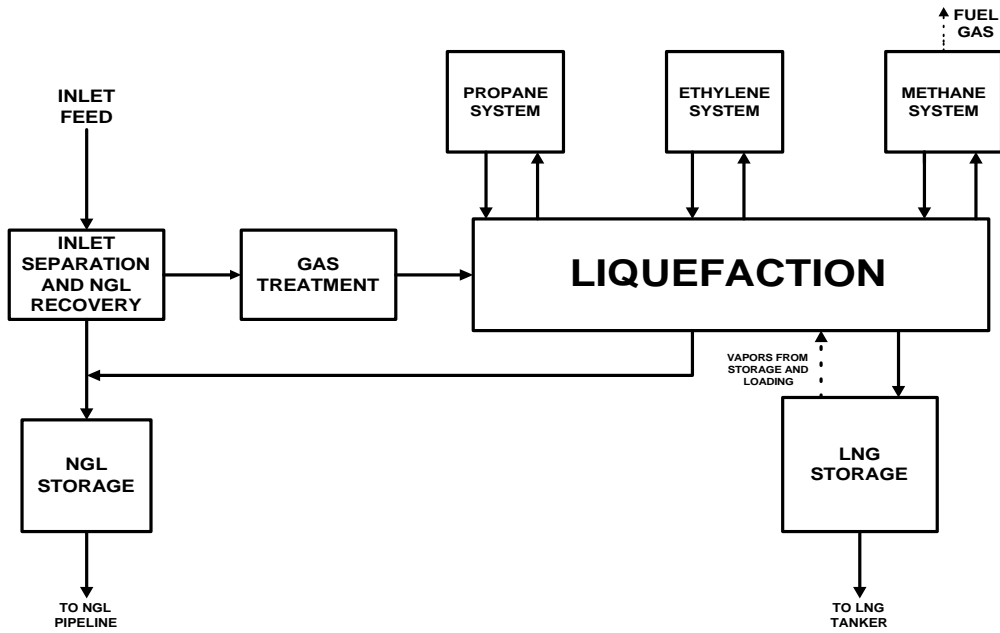 FUEL
GAS
PROPANE
SYSTEM
ETHYLENE
SYSTEM
METHANE
SYSTEM
INLET
FEED
INLET
SEPARATION
AND NGL
RECOVERY
GAS
TREATMENT
LIQUEFACTION
VAPORS FROM
STORAGE AND
LOADING
NGL
STORAGE
LNG
STORAGE
TO NGL
PIPELINE
TO LNG
TANKER